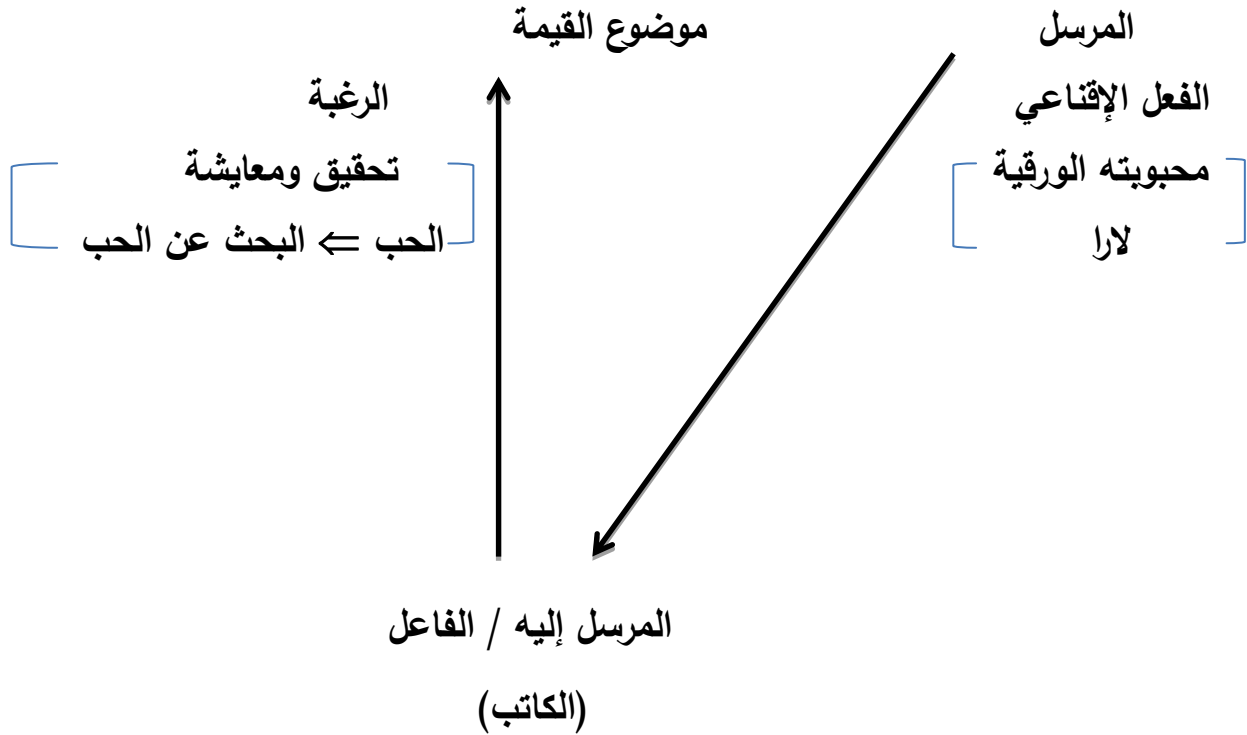 المرسل
موضوع القيمة
الفعل الإقناعي
الرغبة
محبوبته الورقية
تحقيق ومعايشة
لارا
الحب ⇐ البحث عن الحب
المرسل إليه / الفاعل
(الكاتب)